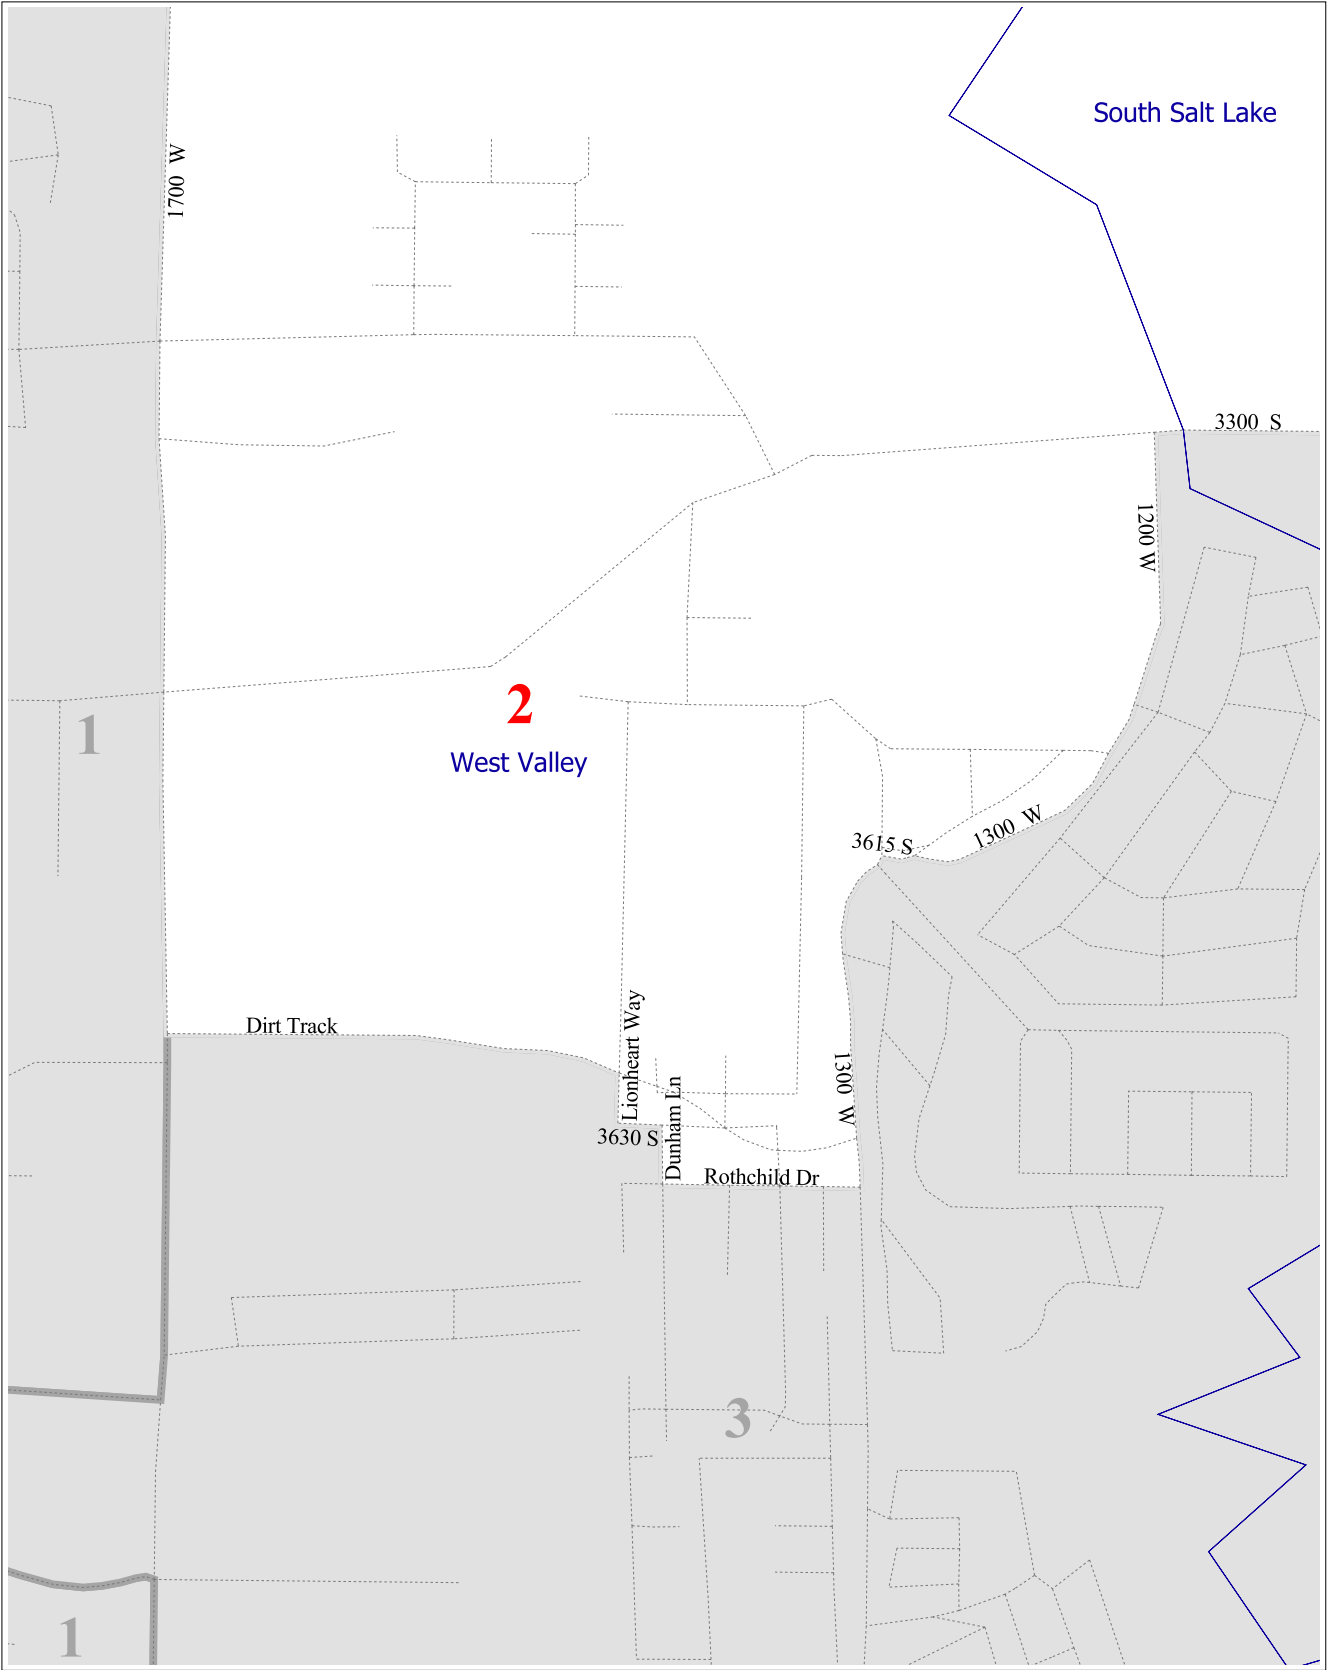 South Salt Lake
1700 W
3300 S
1200 W
2
1
West Valley
1300 W
3615 S
Dirt Track
Lionheart Way
1300 W
Dunham Ln
3630 S
Rothchild Dr
3
1